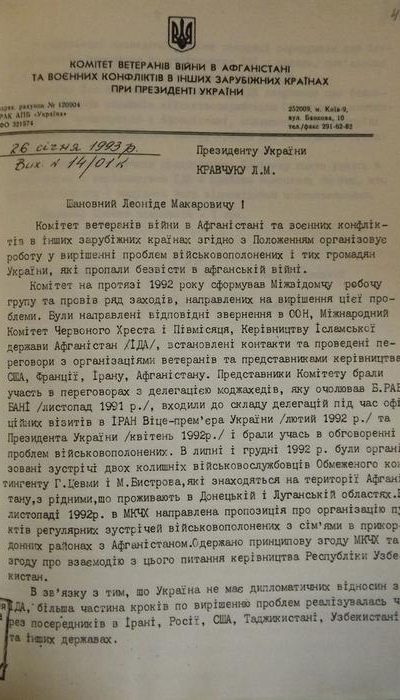 4
КОМІТЕТ ВЕТЕРАНІВ ВІЙНИ В АФГАНІСТАНІ
ТА ВОЄННИХ КОНФЛІКТІВ В ІНШИХ ЗАРУБІЖНИХ КРАЇНАХ
ПРИ ПРЕЗИДЕНТІ УКРАЇНИ
рахунок № 120904
РАК АПБ «Україна»
ФО 321574
252009, м. Київ-9,
вул. Банкова, 10
тел./факс 291-62-82
26 січня 1993 р.
Вих. N 14/01 К
Президенту України
КРАВЧУКУ Л.М.
Шановний Леоніде Макаровичу !
Комітет ветеранів війни в Афганістані та воєнних конфлік-
тів в інших зарубіжних країнах згідно з Положенням організовує
роботу у вирішенні проблем військовополонених і тих громадян
України, які пропали безвісти в афганській війні.
Комітет на протязі 1992 року сформував Міжвідомчу робочу
групу та провів ряд заходів, направлених на вирішення цієї про-
блеми. Були направлені відповідні звернення в ООН, Міжнародний
Комітет Червоного Хреста і Півмісяця, Керівництву Ісламської
держави Афганістан /ІДА/, встановлені контакти та проведені пе-
реговори з організаціями ветеранів та представниками керівництва
США, Франції, Ірану, Афганістану. Представники Комітету брали
участь в переговорах з делегацією моджахедів, яку очолював Б.РАБ
БАНІ /листопад 1991 р./, входили до складу делегацій під час офі
ційних візитів в ІРАН Віце-прем'єра України /лютий 1992 р./ та
Президента України /квітень 1992р./ і брали участь в обговоренні
проблем військовополонених. В липні і грудні 1992 р. були органі
зовані зустрічі двох колишніх військовослужбовців Обмеженого кон
тингенту Г.Цевми і М.Бистрова,які знаходяться на території Афгані
тану,з рідними,що проживають в Донецькій і Луганській областях.
листопаді 1992р. в МКЧХ направлена пропозиція про організацію пу
ктів регулярних зустрічей військовополонених з сім'ями в прикор-
донних районах з Афганістаном.Одержано принципову згоду МКЧХ та
згоду про взаємодію з цього питання керівництва Республіки Узбе
кистан.
В зв'язку з тим, що Україна не має дипломатичних відносин з
ІДА, більша частина кроків по вирішенню проблем реалізувалась ч
рез посередників в Ірані, Росії, США, Таджикистані, Узбекистані
та інших державах.